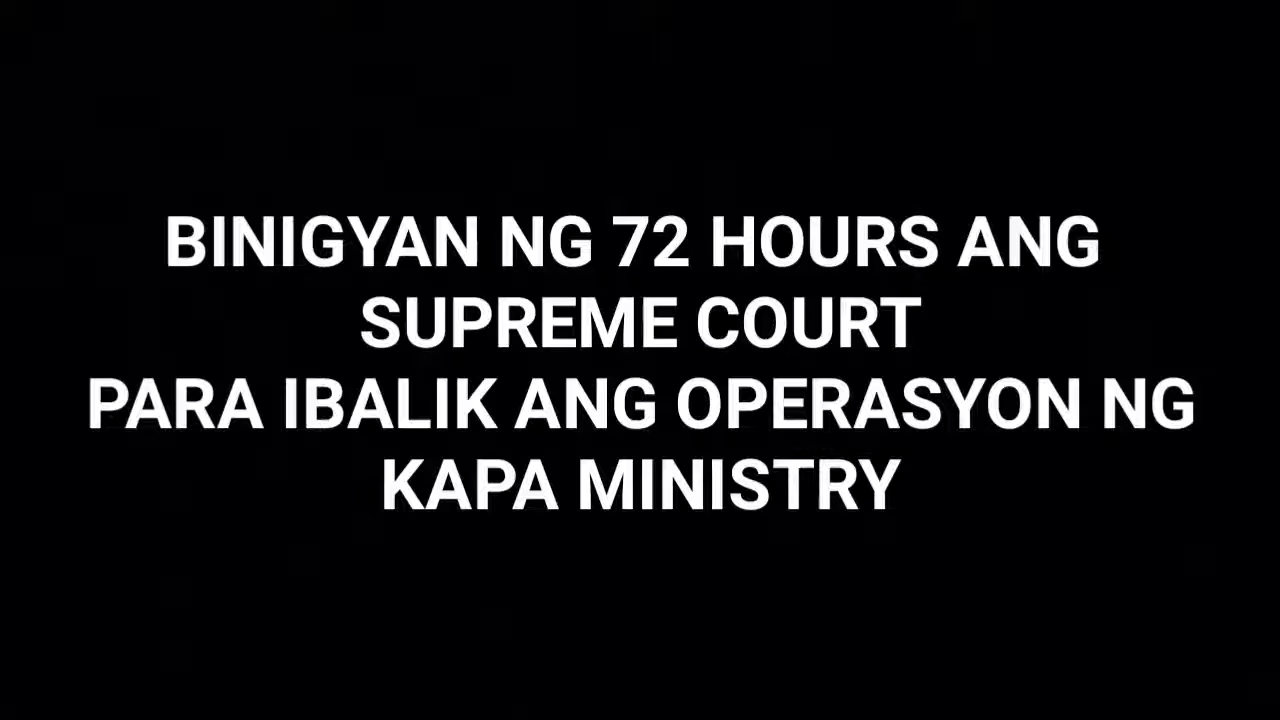 BINIGYAN NG 72 HOURS ANG
SUPREME COURT
PARA IBALIK ANG OPERASYON NG
KAPA MINISTRY